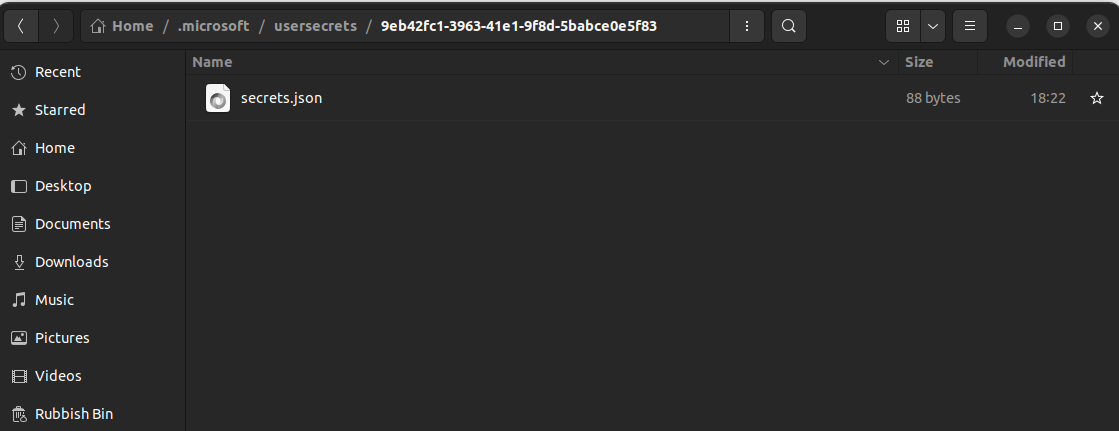 Home / .microsoft / usersecrets / 9eb42fc1-3963-41e1-9f8d-5babce0e5f83
Name Size Modified
secrets.json 88 bytes 18:22
Recent
Starred
Home
Desktop
Documents
Downloads
Music
Pictures
Videos
Rubbish Bin